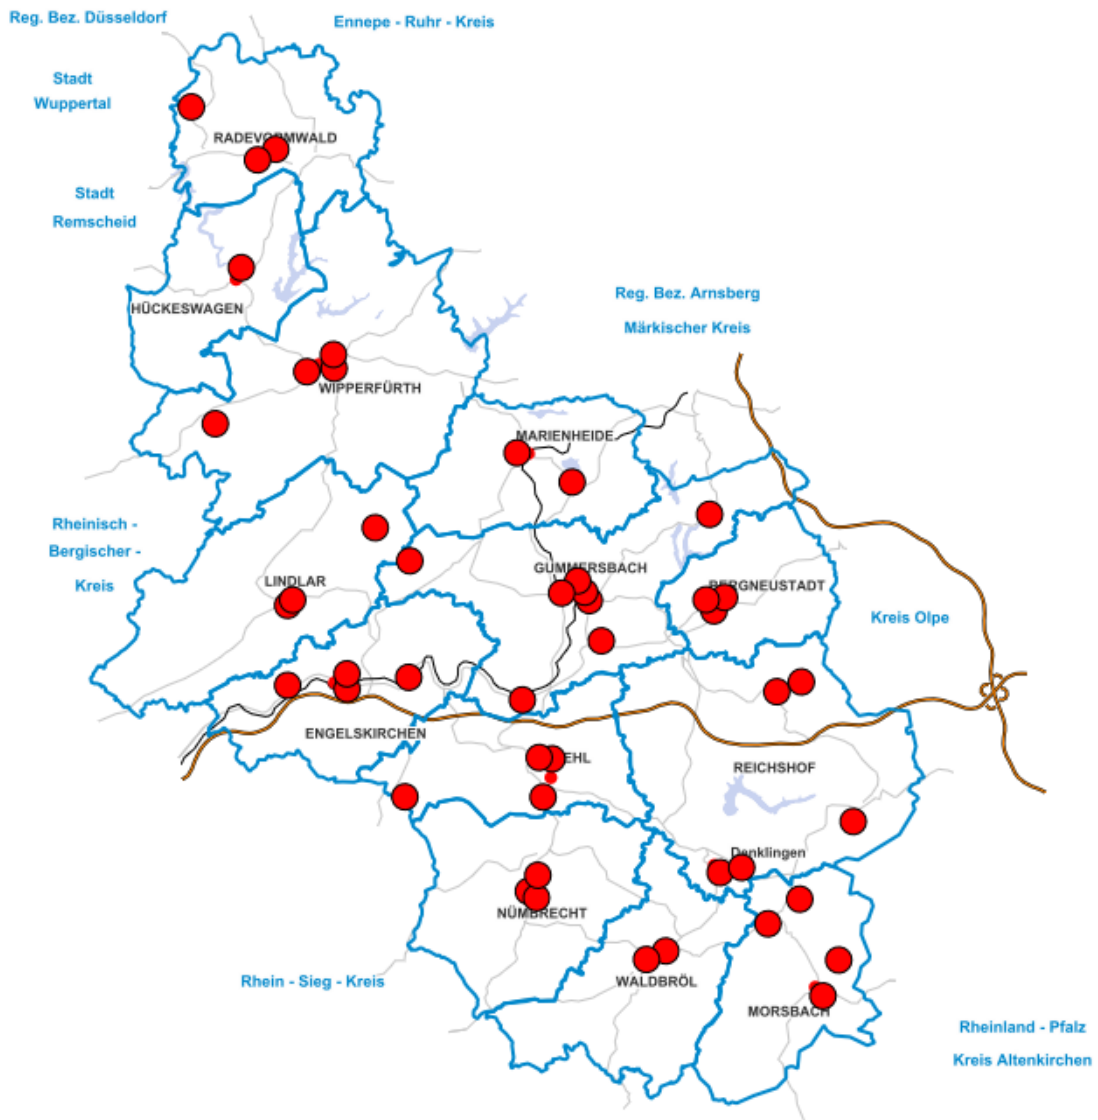 Reg. Bez. Düsseldorf
Ennepe - Ruhr - Kreis
Stadt
Wuppertal
RADEVORMWALD
Stadt
Remscheid
Reg. Bez. Arnsberg
HÜCKESWAGEN
Märkischer Kreis
WIPPERFÜRTH
MARIENHEIDE
Rheinisch -
Bergischer -
Kreis
GUMMERSBACH
LINDLAR
BERGNEUSTADT
Kreis Olpe
ENGELSKIRCHEN
EHL
REICHSHOF
Denklingen
NÜMBRECHT
Rhein - Sieg - Kreis
WALDBRÖL
MORSBACH
Rheinland - Pfalz
Kreis Altenkirchen